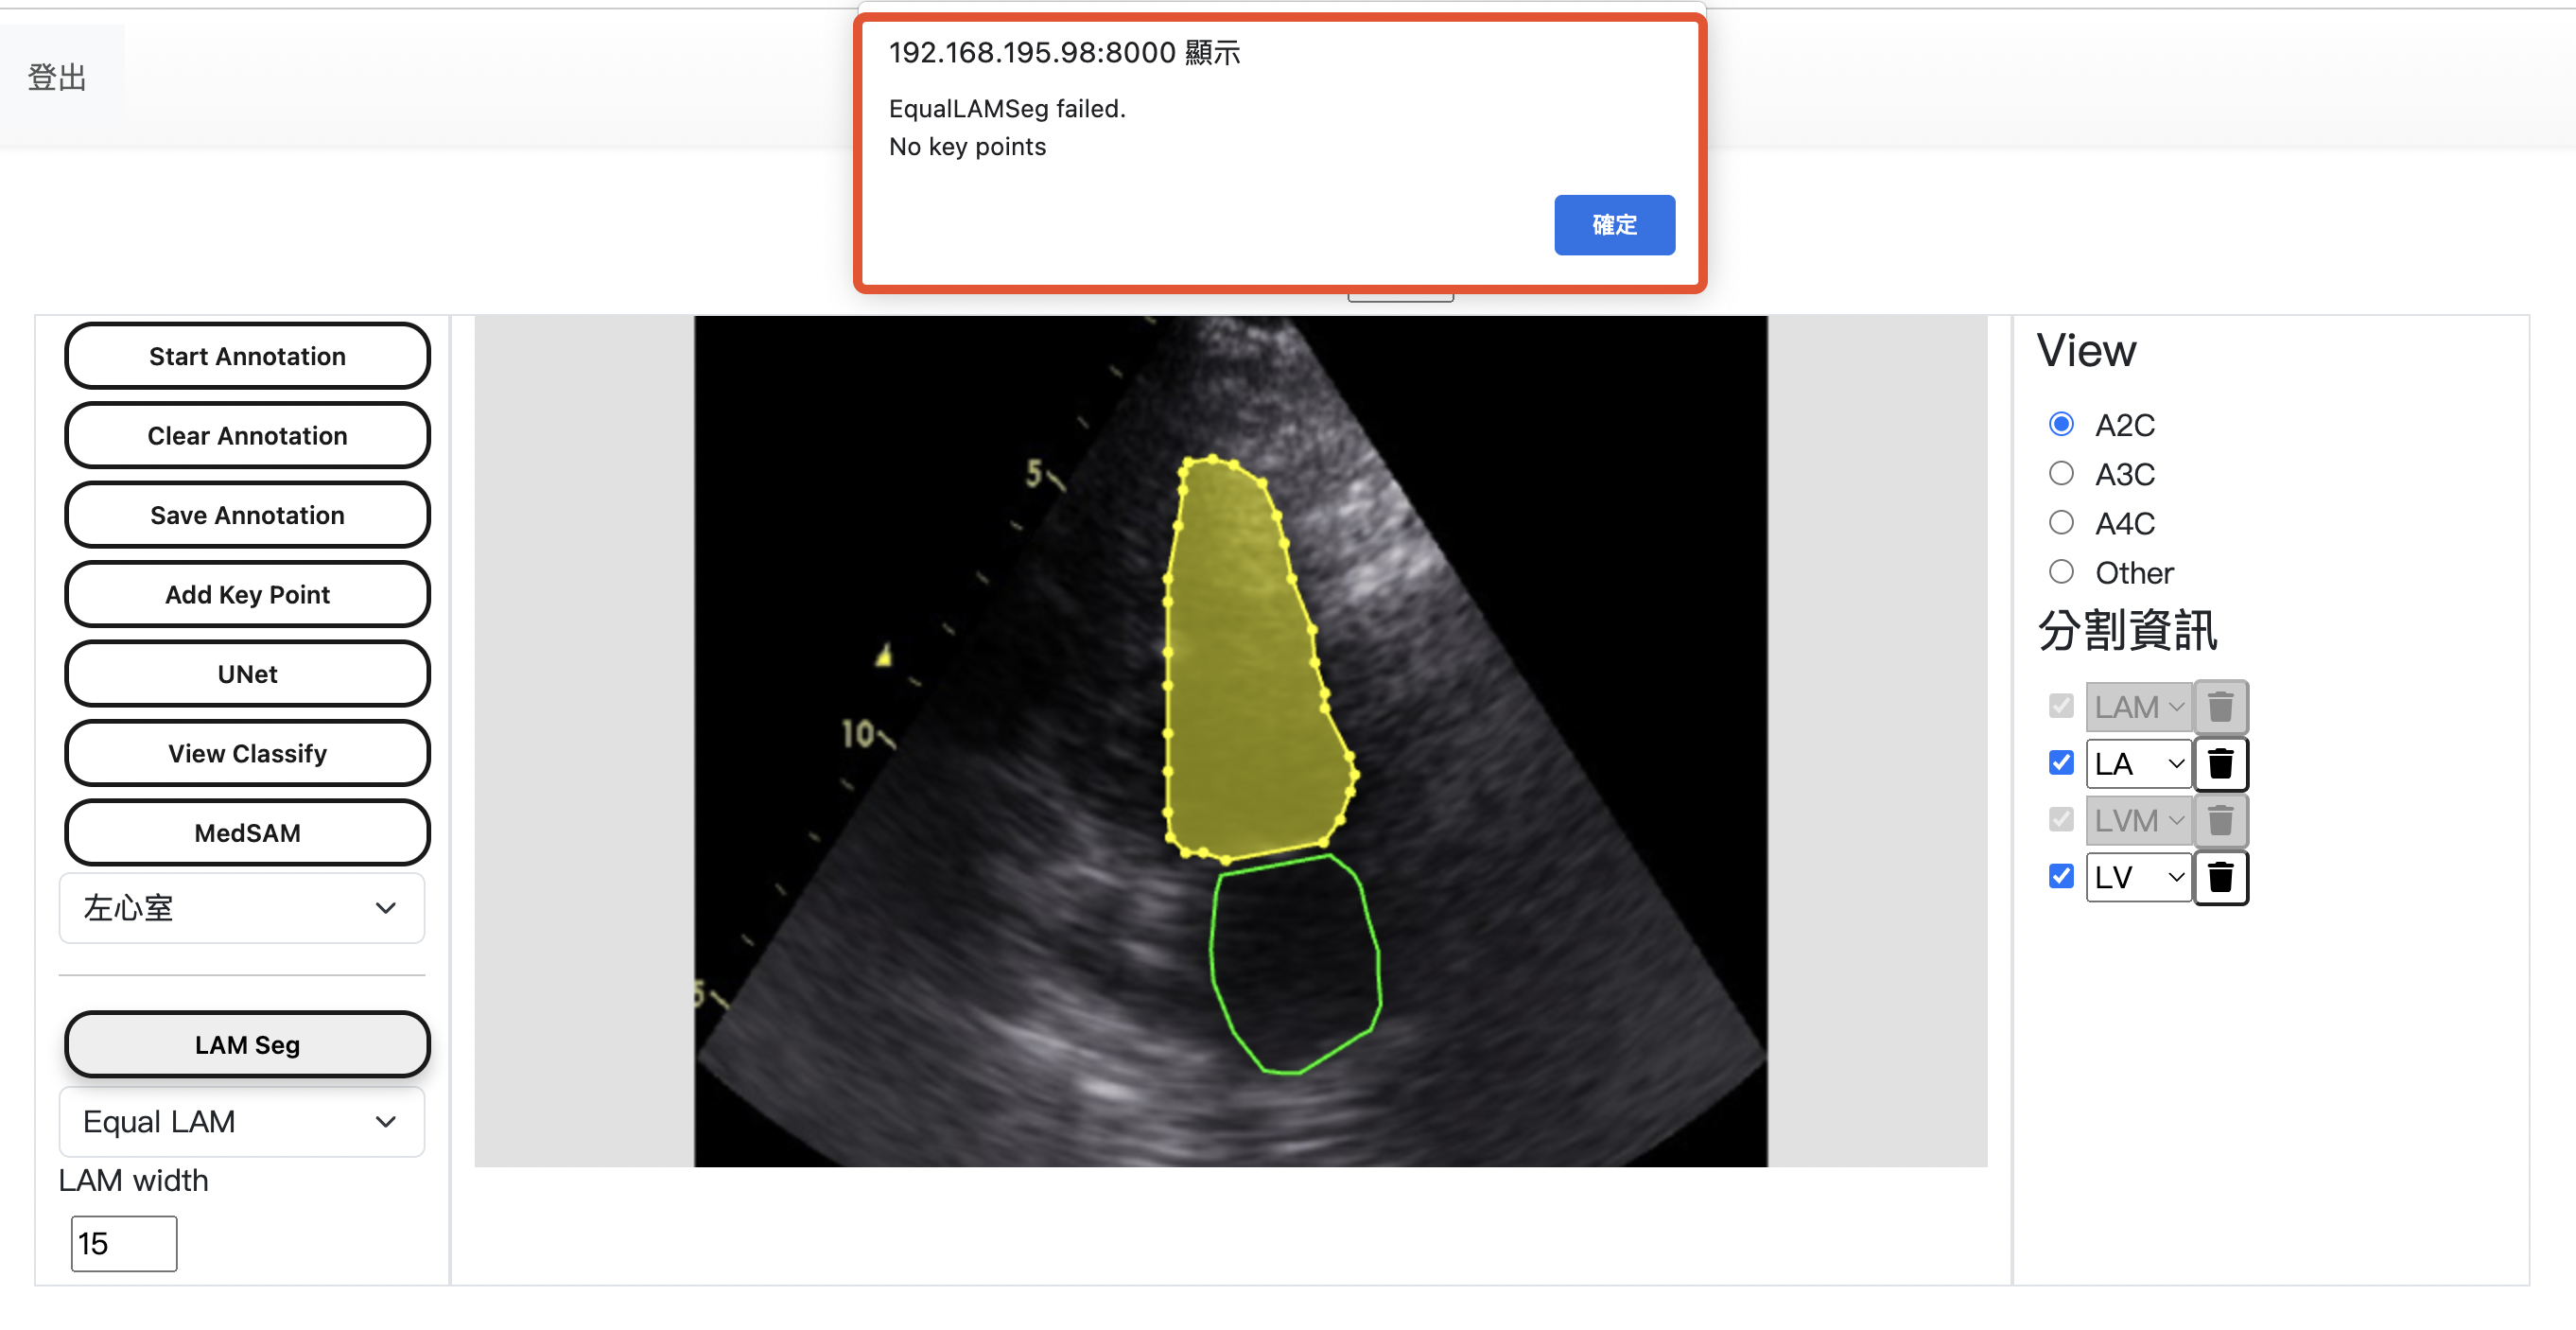 登出
192.168.195.98:8000 顯示
EqualLAMSeg failed.
No key points
確定
Start Annotation
Clear Annotation
Save Annotation
Add Key Point
UNet
View Classify
MedSAM
左心室
LAM Seg
Equal LAM
LAM width
15
5
10
5
View
A2C
A3C
A4C
Other
分割資訊
LAM
LA
LVM
LV